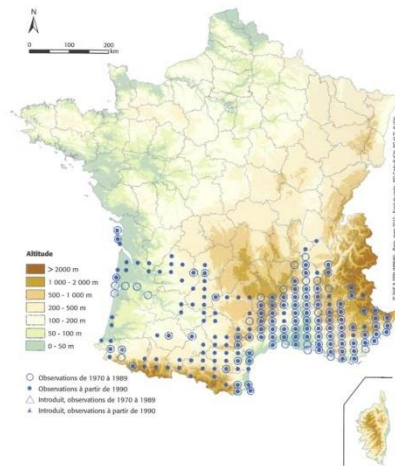 N
0 100 200
km
Altitude
> 2000 m
1 000 - 2 000 m
500 - 1 000 m
200 - 500 m
100 - 200 m
50 - 100 m
0 - 50 m
Observations de 1970 à 1989
Observations à partir de 1990
Introduit, observations de 1970 à 1989
Introduit, observations à partir de 1990